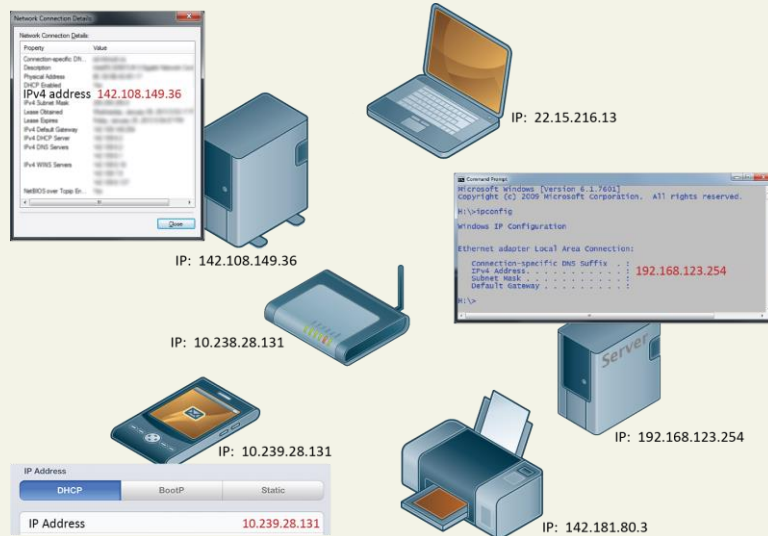 Network Connection Details
Network Connection Details:
Property Value
Connection-specific DN...
Description
Physical Address
DHCP Enabled
IPv4 address 142.108.149.36
IPv4 Subnet Mask
Lease Obtained
Lease Expires
IPv4 Default Gateway
IPv4 DHCP Server
IPv4 DNS Servers
IPv4 WINS Servers
NetBIOS over Tcpip En...
Close
IP: 142.108.149.36
IP: 22.15.216.13
Command Prompt
Microsoft Windows [Version 6.1.7601]
Copyright (c) 2009 Microsoft Corporation. All rights reserved.
H:\>ipconfig
Windows IP Configuration
Ethernet adapter Local Area Connection:
Connection-specific DNS Suffix . :
IPv4 Address. . . . . . . . . . . : 192.168.123.254
Subnet Mask . . . . . . . . . . . :
Default Gateway . . . . . . . . . :
H:\>
IP: 10.238.28.131
Server
IP: 192.168.123.254
IP: 10.239.28.131
IP Address
DHCP BootP Static
IP Address 10.239.28.131
IP: 142.181.80.3